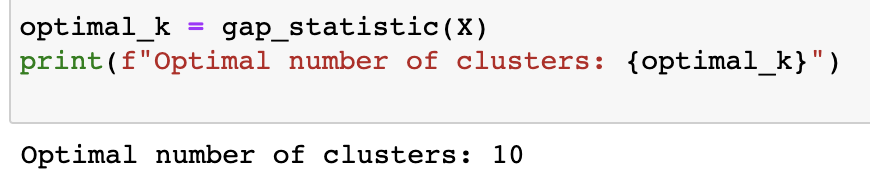 optimal_k = gap_statistic(X)
print(f"Optimal number of clusters: {optimal_k}")
Optimal number of clusters: 10